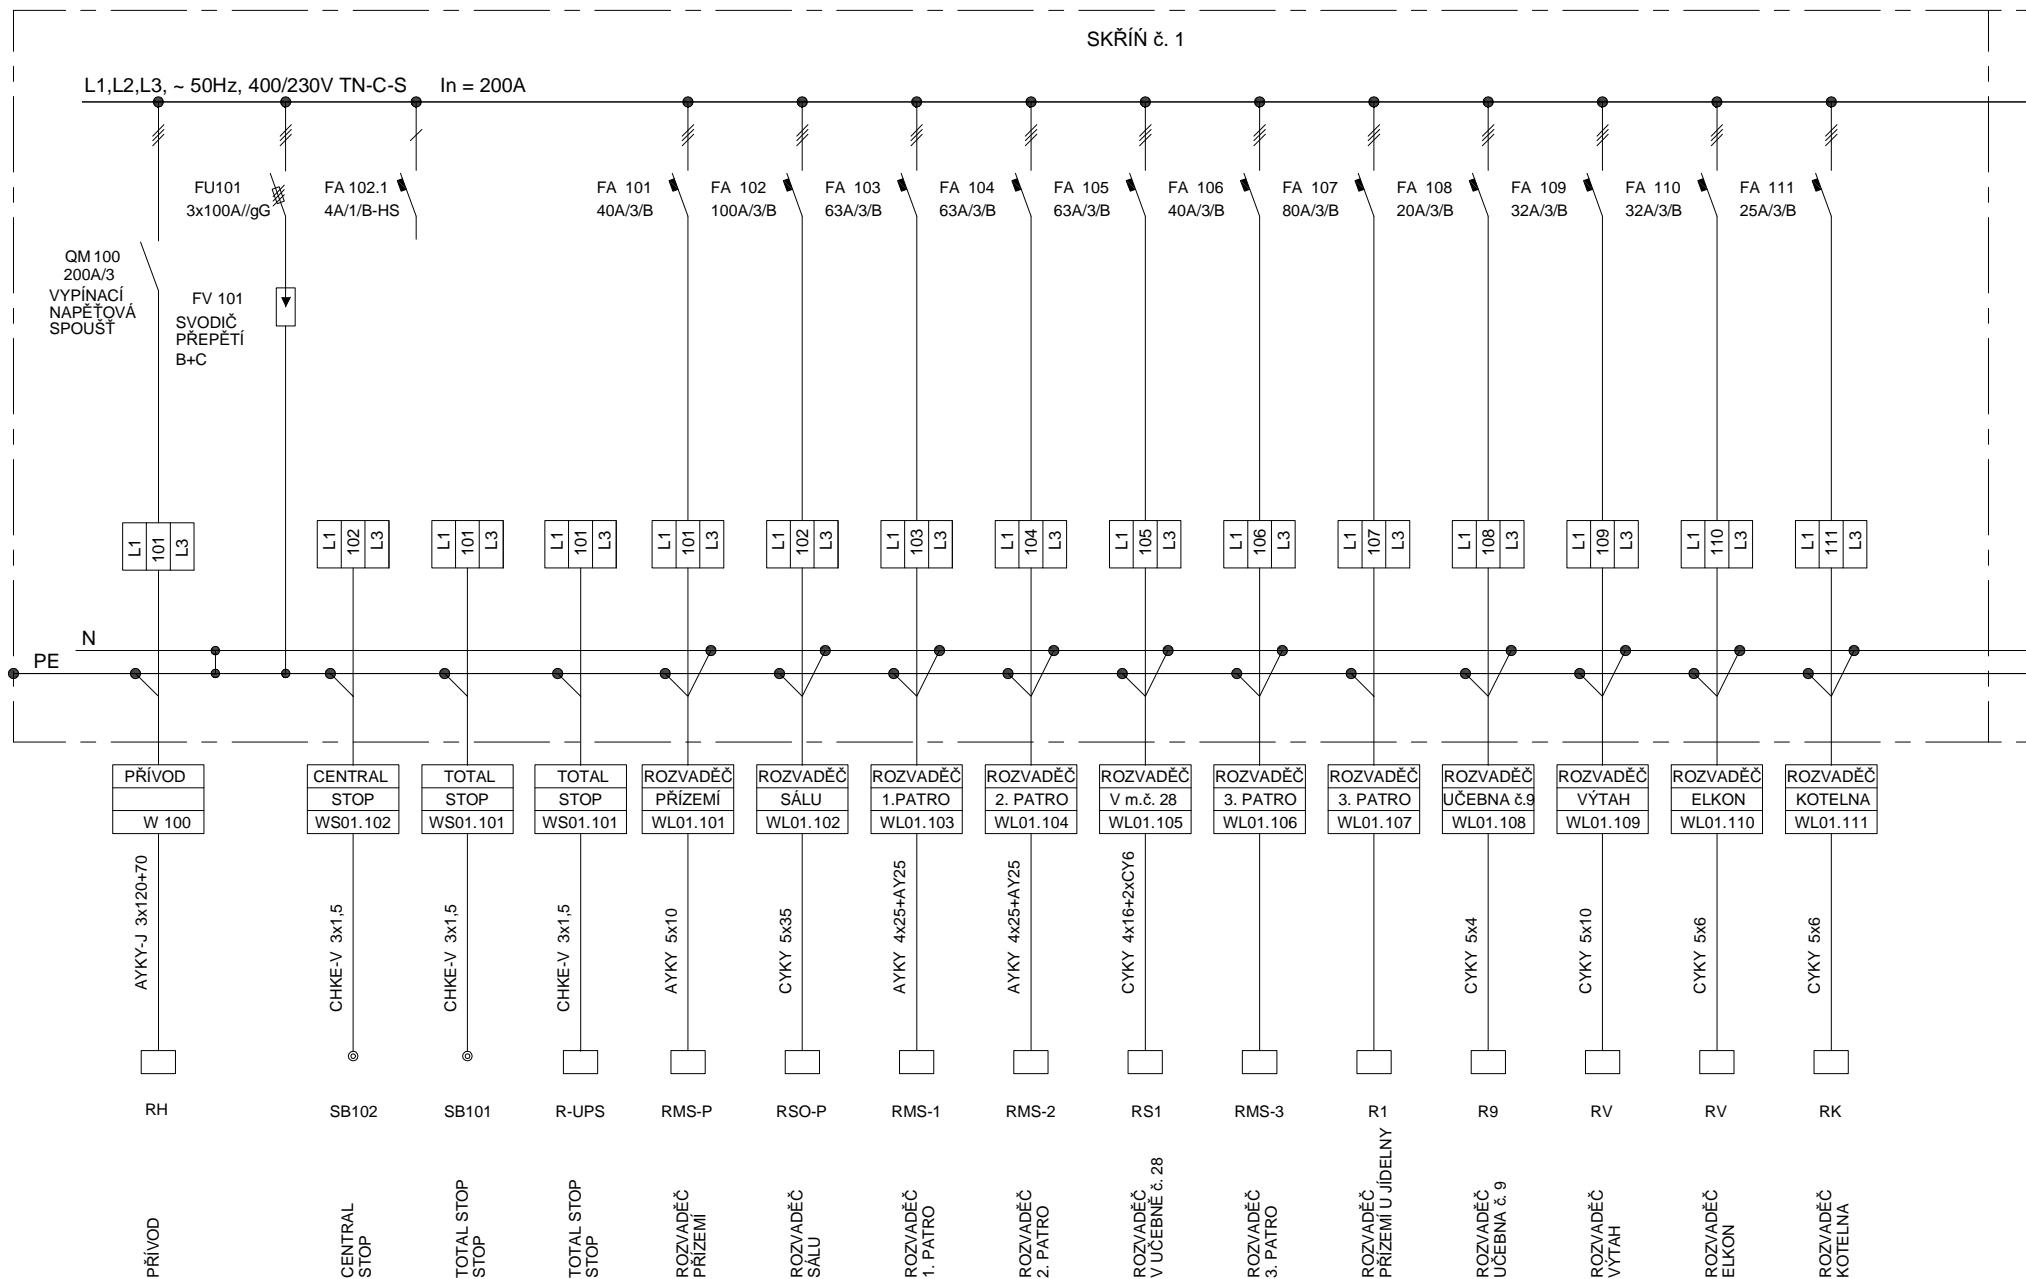 SKŘÍŃ č. 1
L1,L2,L3, ~ 50Hz, 400/230V TN-C-S In = 200A
FU101
3x100A//gG
FA 102.1
4A/1/B-HS
FA 101
40A/3/B
FA 102
100A/3/B
FA 103
63A/3/B
FA 104
63A/3/B
FA 105
63A/3/B
FA 106
40A/3/B
FA 107
80A/3/B
FA 108
20A/3/B
FA 109
32A/3/B
FA 110
32A/3/B
FA 111
25A/3/B
QM 100
200A/3
VYPÍNACÍ
NAPĚŤOVÁ
SPOUŠŤ
FV 101
SVODIČ
PŘEPĚTÍ
B+C
L1 101 L3
L1 102 L3
L1 101 L3
L1 101 L3
L1 101 L3
L1 102 L3
L1 103 L3
L1 104 L3
L1 105 L3
L1 106 L3
L1 107 L3
L1 108 L3
L1 109 L3
L1 110 L3
L1 111 L3
N
PE
PŘÍVOD
W 100
CENTRAL
STOP
WS01.102
TOTAL
STOP
WS01.101
TOTAL
STOP
WS01.101
ROZVADĚČ
PŘÍZEMÍ
WL01.101
ROZVADĚČ
SÁLU
WL01.102
ROZVADĚČ
1.PATRO
WL01.103
ROZVADĚČ
2. PATRO
WL01.104
ROZVADĚČ
V m.č. 28
WL01.105
ROZVADĚČ
3. PATRO
WL01.106
ROZVADĚČ
3. PATRO
WL01.107
ROZVADĚČ
UČEBNA č.9
WL01.108
ROZVADĚČ
VÝTAH
WL01.109
ROZVADĚČ
ELKON
WL01.110
ROZVADĚČ
KOTELNA
WL01.111
AYKY-J 3x120+70
CHKE-V 3x1,5
CHKE-V 3x1,5
CHKE-V 3x1,5
AYKY 5x10
CYKY 5x35
AYKY 4x25+AY25
AYKY 4x25+AY25
CYKY 4x16+2xCY6
CYKY 5x4
CYKY 5x10
CYKY 5x6
CYKY 5x6
RH
SB102
SB101
R-UPS
RMS-P
RSO-P
RMS-1
RMS-2
RS1
RMS-3
R1
R9
RV
RV
RK
PŘÍVOD
CENTRAL
STOP
TOTAL STOP
STOP
TOTAL STOP
STOP
ROZVADĚČ
PŘÍZEMÍ
ROZVADĚČ
SÁLU
ROZVADĚČ
1. PATRO
ROZVADĚČ
2. PATRO
ROZVADĚČ
V UČEBNĚ č. 28
ROZVADĚČ
3. PATRO
ROZVADĚČ
PŘÍZEMÍ U JÍDELNY
ROZVADĚČ
UČEBNA č. 9
ROZVADĚČ
VÝTAH
ROZVADĚČ
ELKON
ROZVADĚČ
KOTELNA